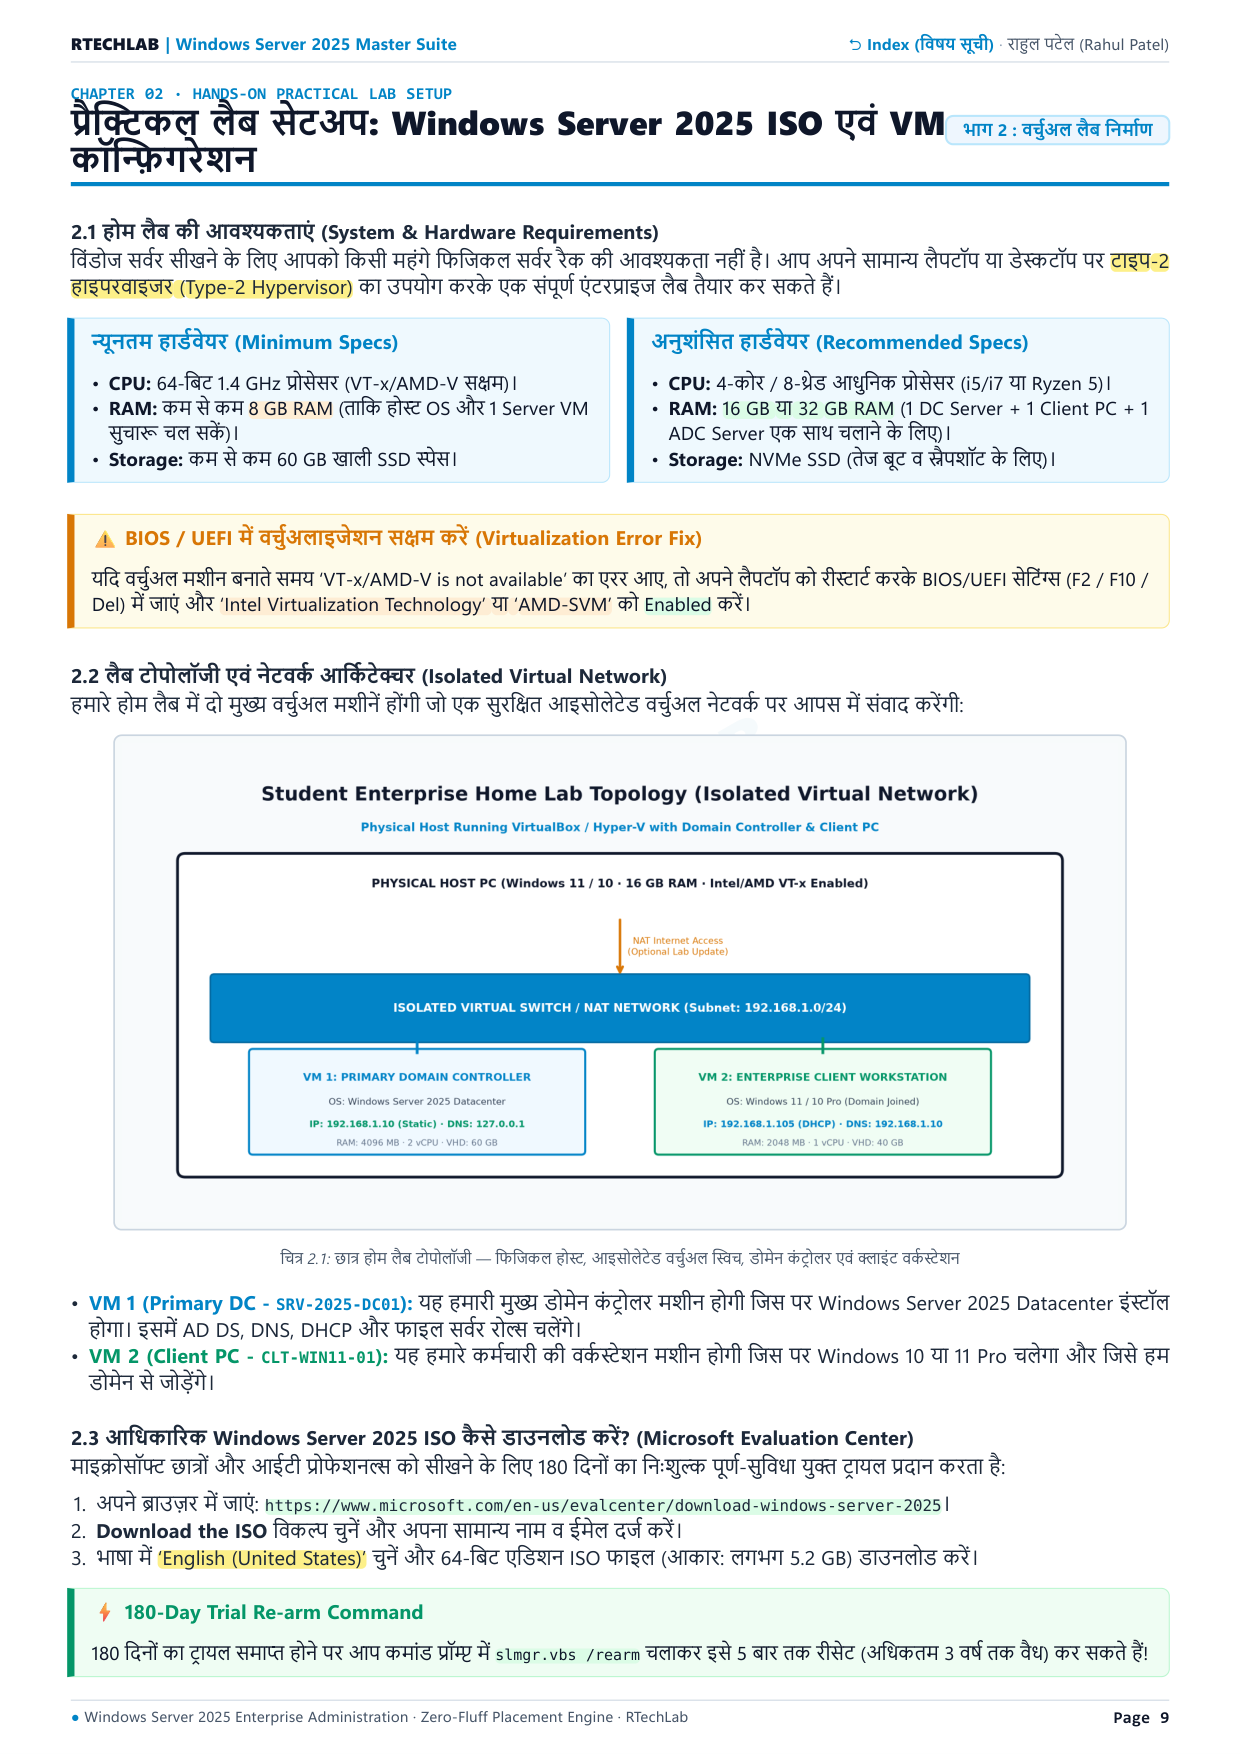 RTECHLAB | Windows Server 2025 Master Suite
⮌ Index (विषय सूची) · राहुल पटेल (Rahul Patel)
CHAPTER 02 · HANDS-ON PRACTICAL LAB SETUP
प्रैक्टिकल लैब सेटअप: Windows Server 2025 ISO एवं VM
कॉन्फ़िगरेशन
भाग 2 : वर्चुअल लैब निर्माण
2.1 होम लैब की आवश्यकताएं (System & Hardware Requirements)
विंडोज सर्वर सीखने के लिए आपको किसी महंगे फिजिकल सर्वर रैक की आवश्यकता नहीं है। आप अपने सामान्य लैपटॉप या डेस्कटॉप पर टाइप-2
हाइपरवाइजर (Type-2 Hypervisor) का उपयोग करके एक संपूर्ण एंटरप्राइज लैब तैयार कर सकते हैं।
न्यूनतम हार्डवेयर (Minimum Specs)
• CPU: 64-बिट 1.4 GHz प्रोसेसर (VT-x/AMD-V सक्षम)।
• RAM: कम से कम 8 GB RAM (ताकि होस्ट OS और 1 Server VM
सुचारू चल सकें)।
• Storage: कम से कम 60 GB खाली SSD स्पेस।
अनुशंसित हार्डवेयर (Recommended Specs)
• CPU: 4-कोर / 8-थ्रेड आधुनिक प्रोसेसर (i5/i7 या Ryzen 5)।
• RAM: 16 GB या 32 GB RAM (1 DC Server + 1 Client PC + 1
ADC Server एक साथ चलाने के लिए)।
• Storage: NVMe SSD (तेज बूट व स्नैपशॉट के लिए)।
⚠ BIOS / UEFI में वर्चुअलाइजेशन सक्षम करें (Virtualization Error Fix)
यदि वर्चुअल मशीन बनाते समय ‘VT-x/AMD-V is not available’ का एरर आए, तो अपने लैपटॉप को रीस्टार्ट करके BIOS/UEFI सेटिंग्स (F2 / F10 /
Del) में जाएं और ‘Intel Virtualization Technology’ या ‘AMD-SVM’ को Enabled करें।
2.2 लैब टोपोलॉजी एवं नेटवर्क आर्किटेक्चर (Isolated Virtual Network)
हमारे होम लैब में दो मुख्य वर्चुअल मशीनें होंगी जो एक सुरक्षित आइसोलेटेड वर्चुअल नेटवर्क पर आपस में संवाद करेंगी:
Student Enterprise Home Lab Topology (Isolated Virtual Network)
Physical Host Running VirtualBox / Hyper-V with Domain Controller & Client PC
PHYSICAL HOST PC (Windows 11 / 10 · 16 GB RAM · Intel/AMD VT-x Enabled)
NAT Internet Access
(Optional Lab Update)
ISOLATED VIRTUAL SWITCH / NAT NETWORK (Subnet: 192.168.1.0/24)
VM 1: PRIMARY DOMAIN CONTROLLER
OS: Windows Server 2025 Datacenter
IP: 192.168.1.10 (Static) · DNS: 127.0.0.1
RAM: 4096 MB · 2 vCPU · VHD: 60 GB
VM 2: ENTERPRISE CLIENT WORKSTATION
OS: Windows 11 / 10 Pro (Domain Joined)
IP: 192.168.1.105 (DHCP) · DNS: 192.168.1.10
RAM: 2048 MB · 1 vCPU · VHD: 40 GB
चित्र 2.1: छात्र होम लैब टोपोलॉजी — फिजिकल होस्ट, आइसोलेटेड वर्चुअल स्विच, डोमेन कंट्रोलर एवं क्लाइंट वर्कस्टेशन
• VM 1 (Primary DC - SRV-2025-DC01): यह हमारी मुख्य डोमेन कंट्रोलर मशीन होगी जिस पर Windows Server 2025 Datacenter इंस्टॉल
होगा। इसमें AD DS, DNS, DHCP और फाइल सर्वर रोल्स चलेंगे।
• VM 2 (Client PC - CLT-WIN11-01): यह हमारे कर्मचारी की वर्कस्टेशन मशीन होगी जिस पर Windows 10 या 11 Pro चलेगा और जिसे हम
डोमेन से जोड़ेंगे।
2.3 आधिकारिक Windows Server 2025 ISO कैसे डाउनलोड करें? (Microsoft Evaluation Center)
माइक्रोसॉफ्ट छात्रों और आईटी प्रोफेशनल्स को सीखने के लिए 180 दिनों का निःशुल्क पूर्ण-सुविधा युक्त ट्रायल प्रदान करता है:
1. अपने ब्राउज़र में जाएं: https://www.microsoft.com/en-us/evalcenter/download-windows-server-2025।
2. Download the ISO विकल्प चुनें और अपना सामान्य नाम व ईमेल दर्ज करें।
3. भाषा में ‘English (United States)’ चुनें और 64-बिट एडिशन ISO फाइल (आकार: लगभग 5.2 GB) डाउनलोड करें।
⚡ 180-Day Trial Re-arm Command
180 दिनों का ट्रायल समाप्त होने पर आप कमांड प्रॉम्प्ट में slmgr.vbs /rearm चलाकर इसे 5 बार तक रीसेट (अधिकतम 3 वर्ष तक वैध) कर सकते हैं!
● Windows Server 2025 Enterprise Administration · Zero-Fluff Placement Engine · RTechLab
Page 9